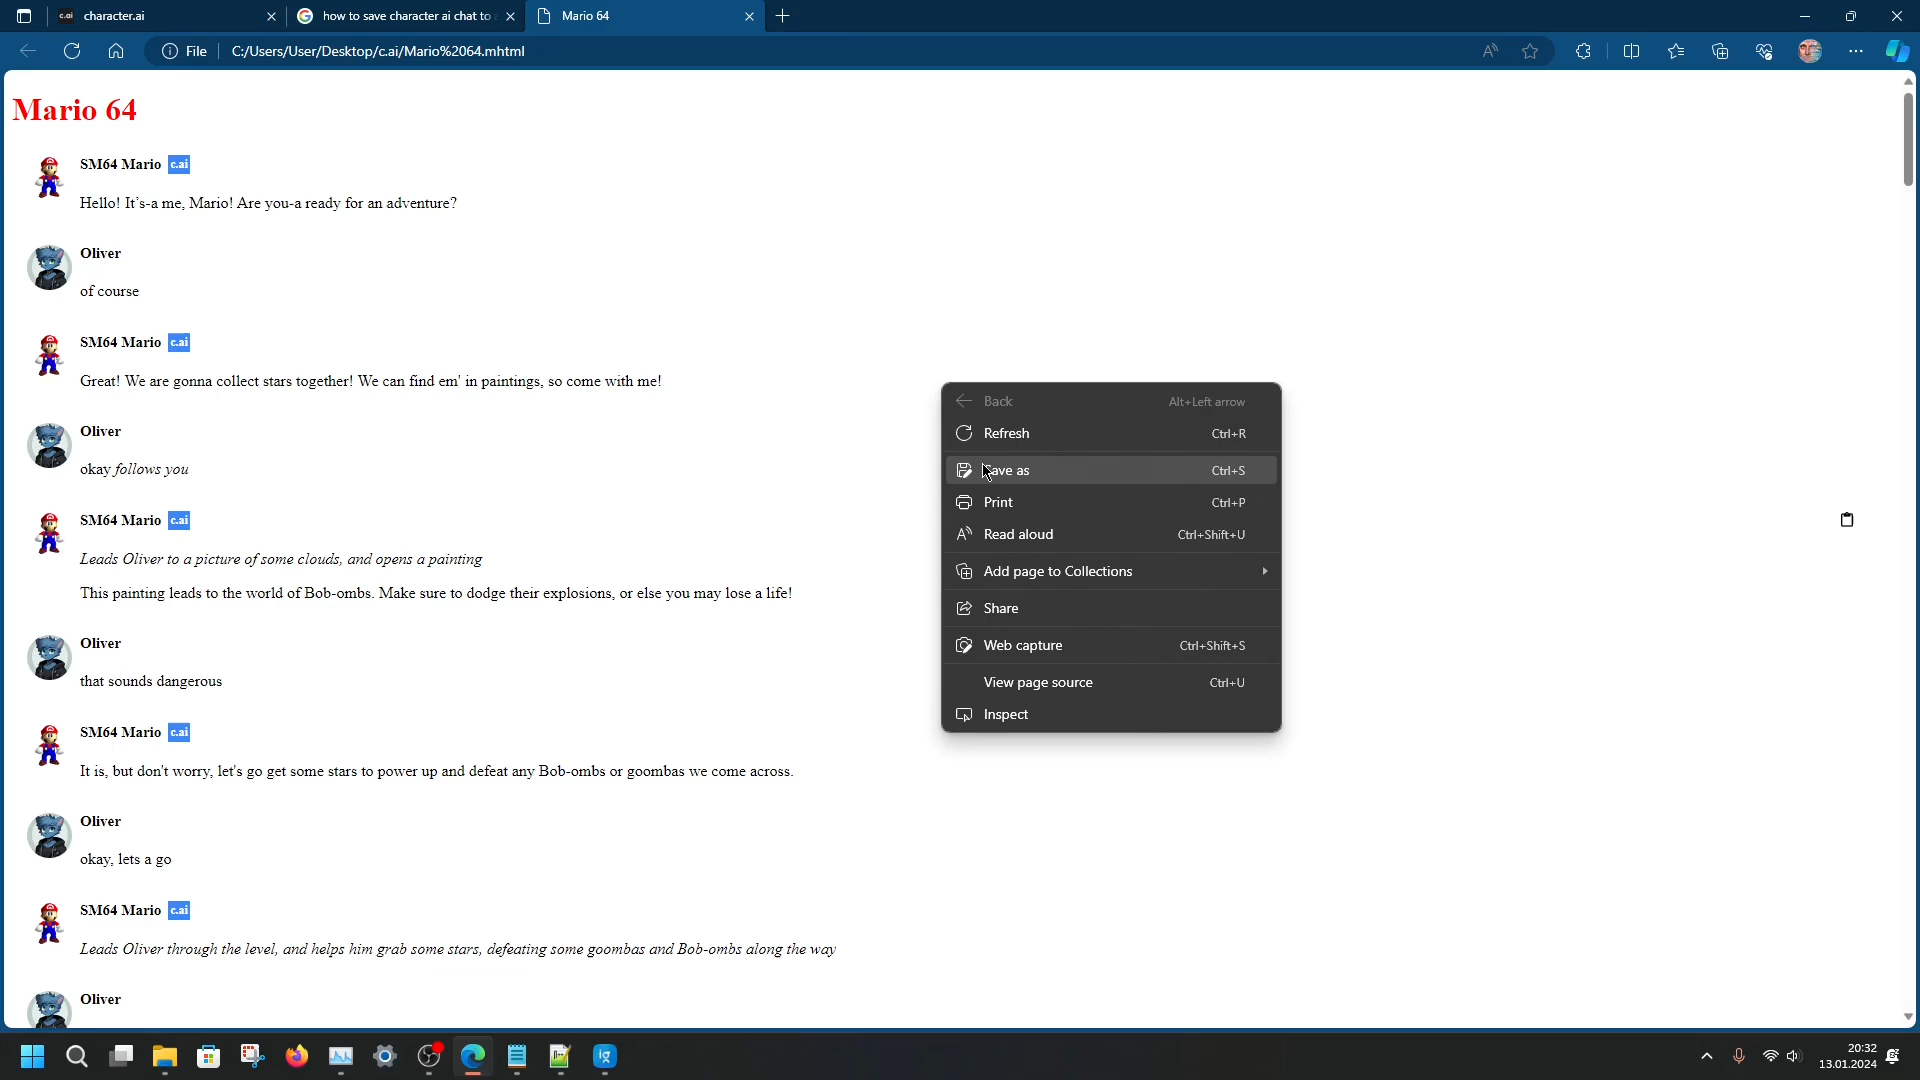 character.ai
how to save character ai chat to
Mario 64
File
C:/Users/User/Desktop/c.ai/Mario%2064.mhtml
Mario 64
SM64 Mario c.ai
Hello! It's-a me, Mario! Are you-a ready for an adventure?
Oliver
of course
SM64 Mario c.ai
Great! We are gonna collect stars together! We can find em' in paintings, so come with me!
Oliver
okay follows you
SM64 Mario c.ai
Leads Oliver to a picture of some clouds, and opens a painting
This painting leads to the world of Bob-ombs. Make sure to dodge their explosions, or else you may lose a life!
Oliver
that sounds dangerous
SM64 Mario c.ai
It is, but don't worry, let's go get some stars to power up and defeat any Bob-ombs or goombas we come across.
Oliver
okay, lets a go
SM64 Mario c.ai
Leads Oliver through the level, and helps him grab some stars, defeating some goombas and Bob-ombs along the way
Oliver
Back Alt+Left arrow
Refresh Ctrl+R
Save as Ctrl+S
Print Ctrl+P
Read aloud Ctrl+Shift+U
Add page to Collections
Share
Web capture Ctrl+Shift+S
View page source Ctrl+U
Inspect
20:32
13.01.2024